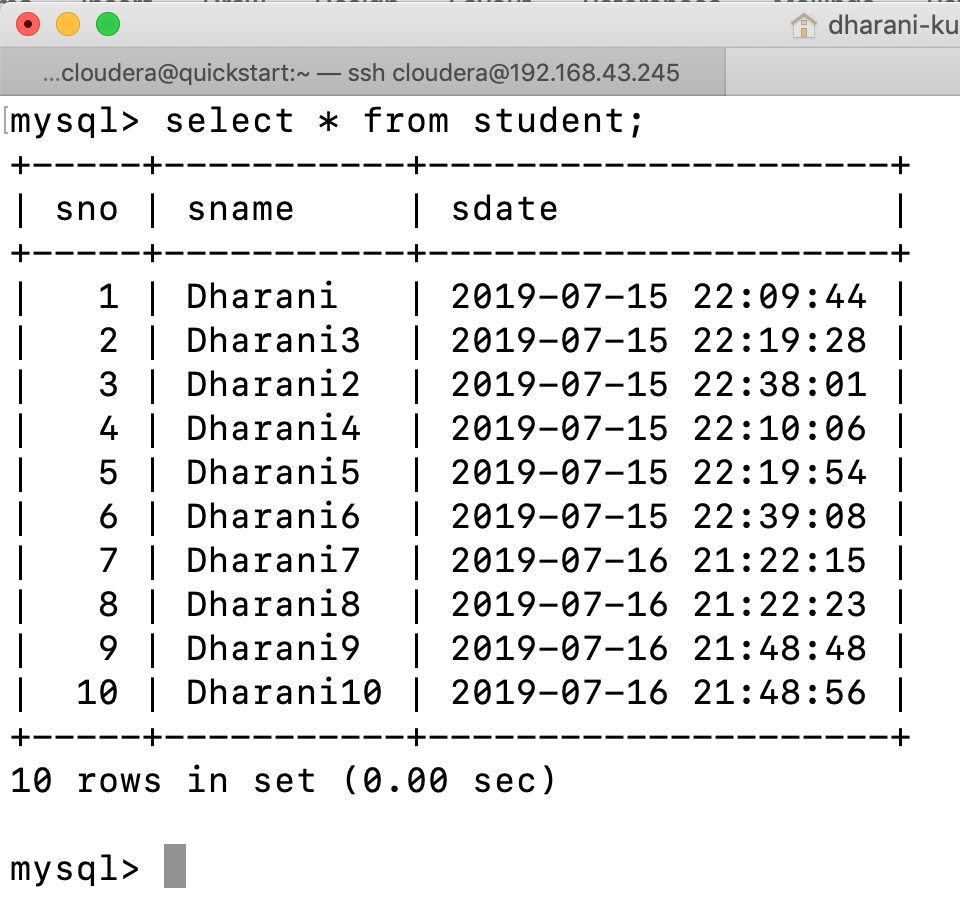 dharani-ku
...cloudera@quickstart:~ — ssh cloudera@192.168.43.245
mysql> select * from student;
+-----+-----------+---------------------+
| sno | sname     | sdate               |
+-----+-----------+---------------------+
|   1 | Dharani   | 2019-07-15 22:09:44 |
|   2 | Dharani3  | 2019-07-15 22:19:28 |
|   3 | Dharani2  | 2019-07-15 22:38:01 |
|   4 | Dharani4  | 2019-07-15 22:10:06 |
|   5 | Dharani5  | 2019-07-15 22:19:54 |
|   6 | Dharani6  | 2019-07-15 22:39:08 |
|   7 | Dharani7  | 2019-07-16 21:22:15 |
|   8 | Dharani8  | 2019-07-16 21:22:23 |
|   9 | Dharani9  | 2019-07-16 21:48:48 |
|  10 | Dharani10 | 2019-07-16 21:48:56 |
+-----+-----------+---------------------+
10 rows in set (0.00 sec)
mysql>